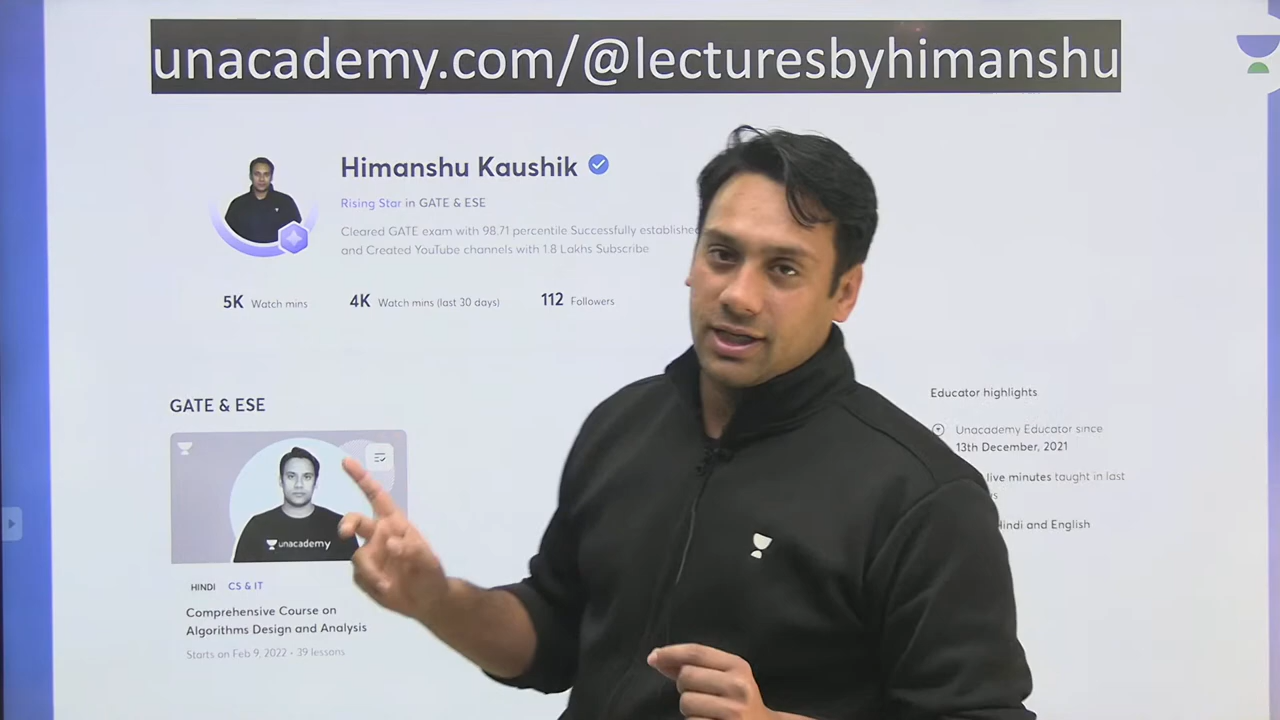 unacademy.com/@lecturesbyhimanshu
Himanshu Kaushik
Rising Star in GATE & ESE
Cleared GATE exam with 98.71 percentile Successfully established
and Created YouTube channels with 1.8 Lakhs Subscribe
5K Watch mins
4K Watch mins (last 30 days)
112 Followers
GATE & ESE
unacademy
HINDI CS & IT
Comprehensive Course on
Algorithms Design and Analysis
Starts on Feb 9, 2022 • 39 lessons
Educator highlights
Unacademy Educator since
13th December, 2021
live minutes taught in last
Hindi and English